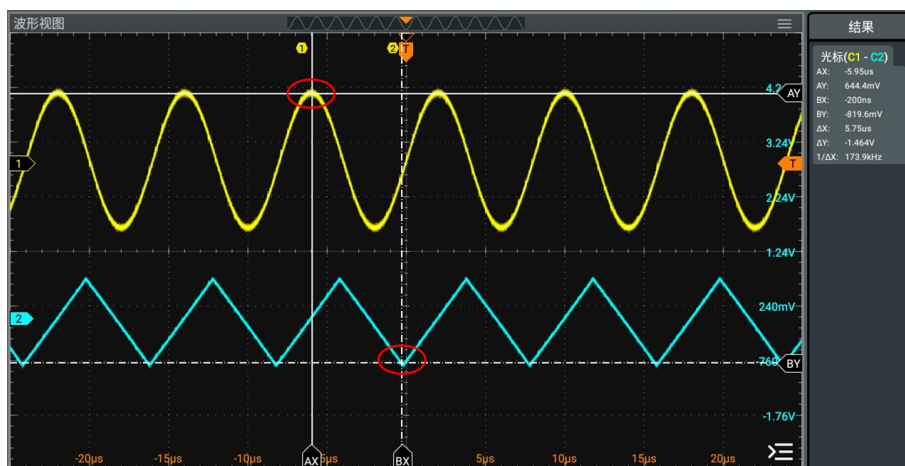 波形视图
结果
1
2
T
光标(C1 - C2)
AX: -5.95us
AY: 644.4mV
BX: -200ns
BY: -819.6mV
ΔX: 5.75us
ΔY: -1.464V
1/ΔX: 173.9kHz
AY
3.24V
1
T
2.24V
1.24V
240mV
2
BY
-1.76V
-20μs
-15μs
-10μs
AX
BX
5μs
10μs
15μs
20μs